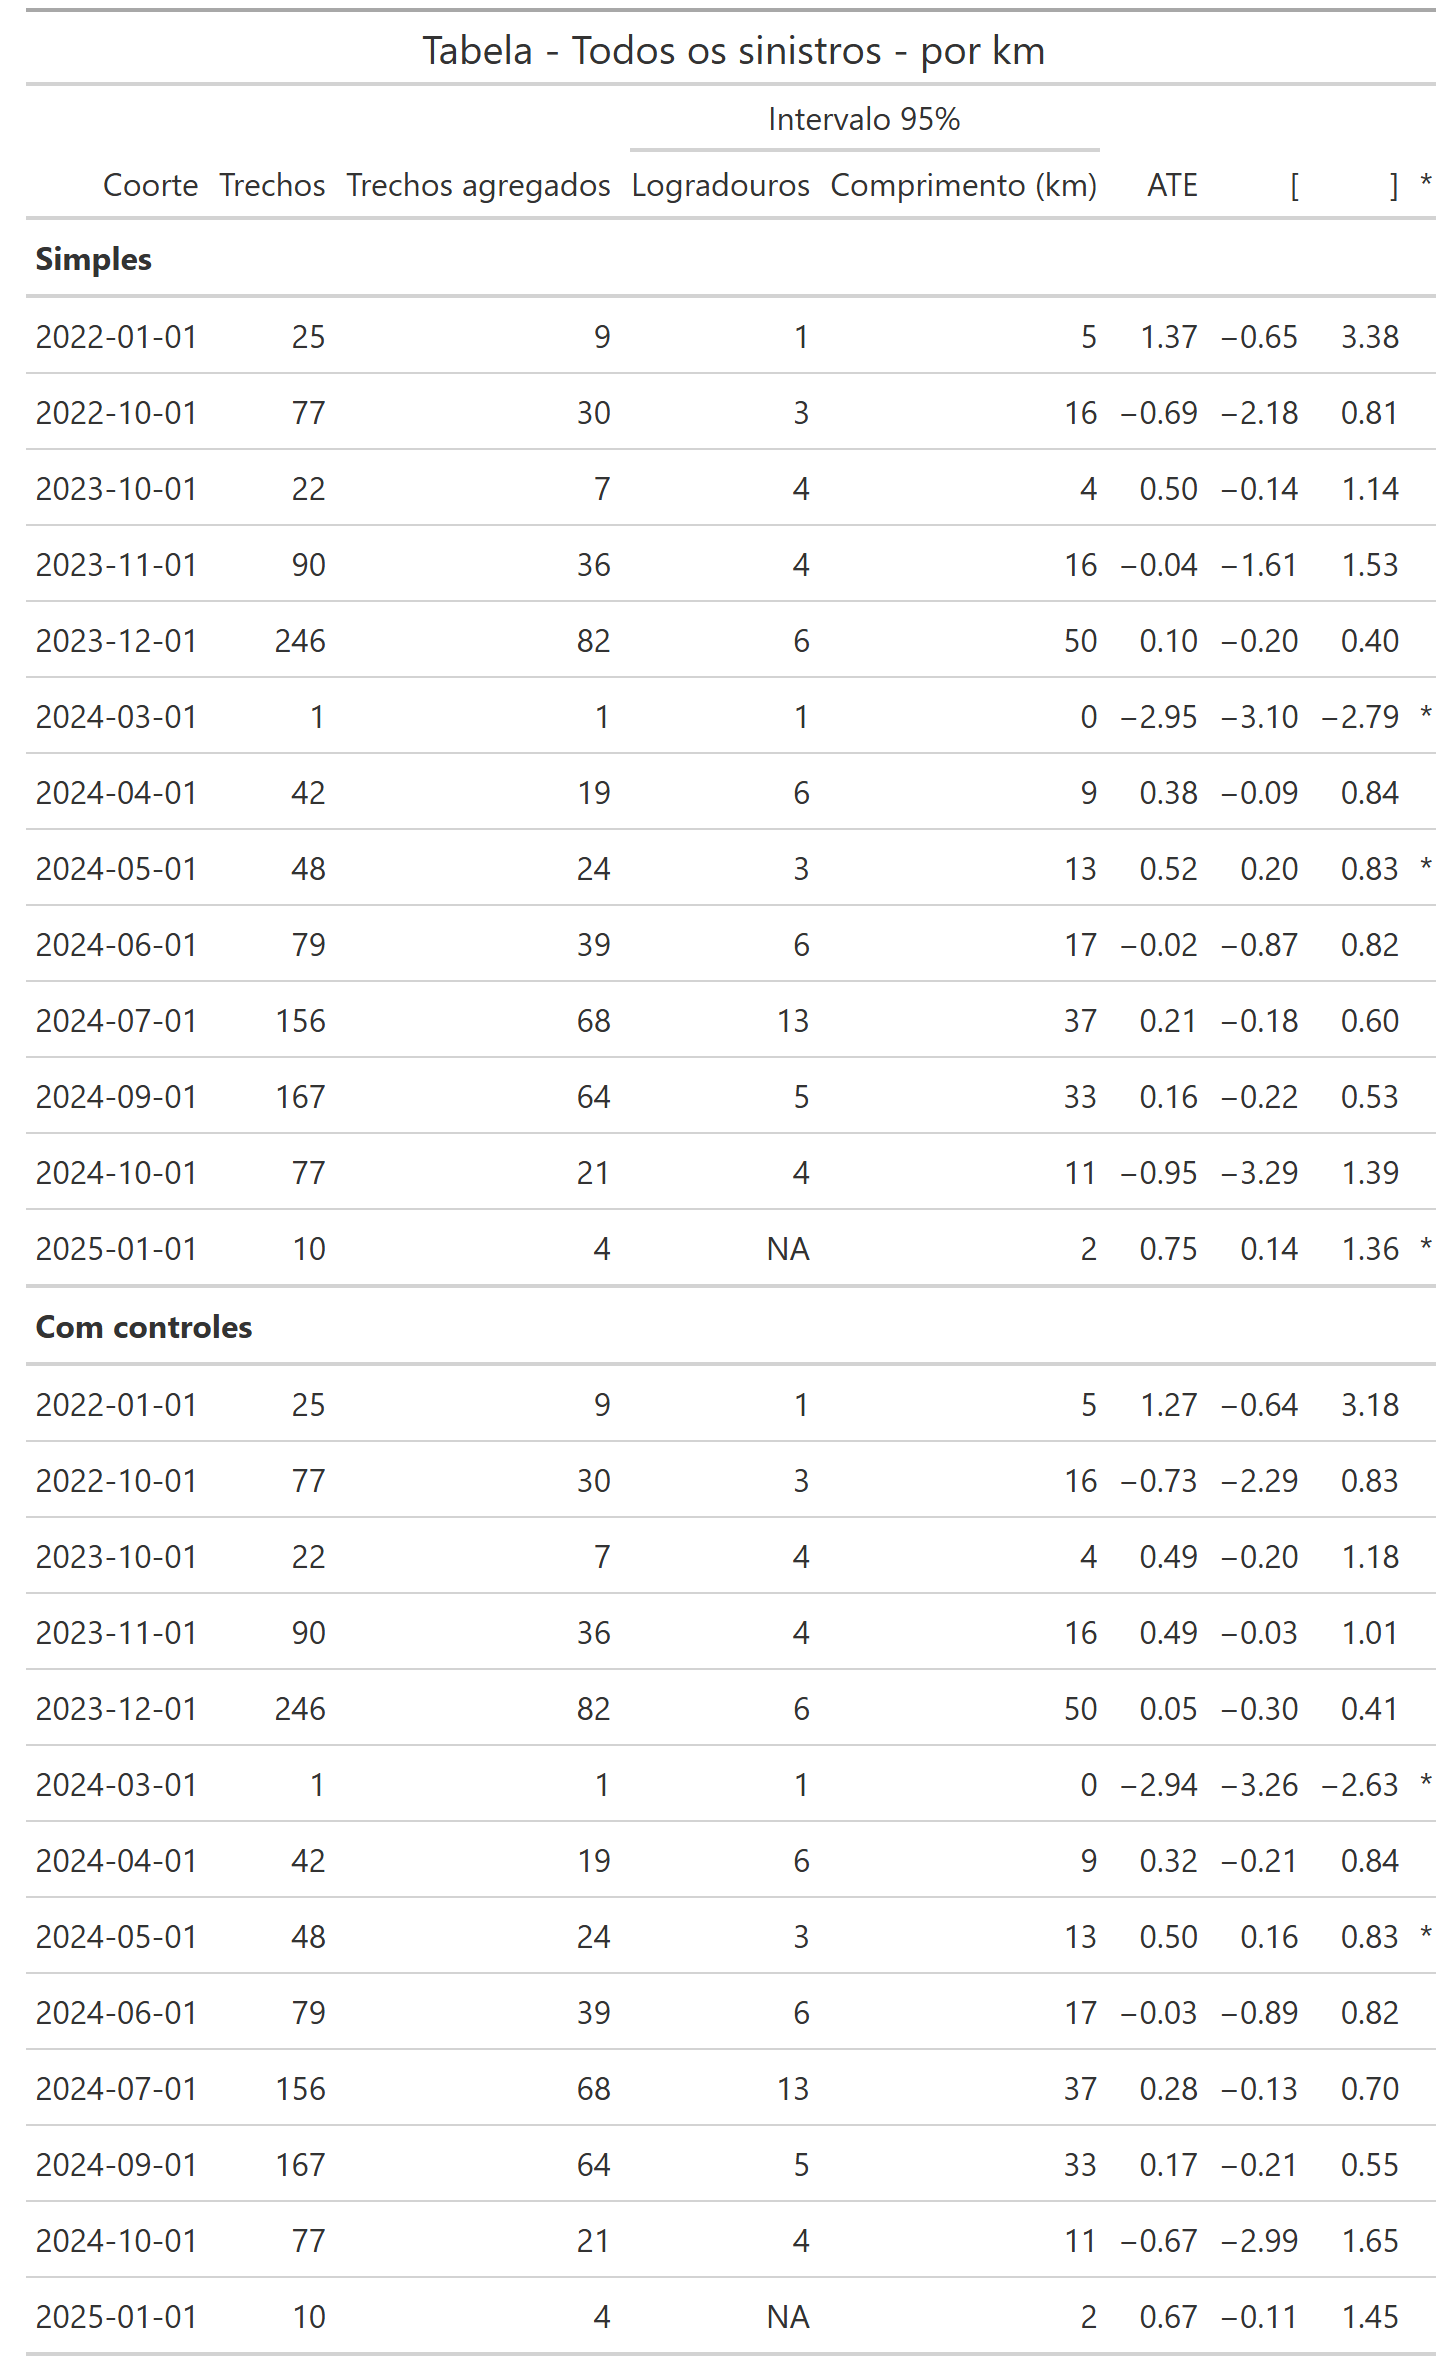 Tabela - Todos os sinistros - por km
Intervalo 95%
Coorte Trechos Trechos agregados Logradouros Comprimento (km) ATE [ ] *
Simples
2022-01-01 25 9 1 5 1.37 −0.65 3.38
2022-10-01 77 30 3 16 −0.69 −2.18 0.81
2023-10-01 22 7 4 4 0.50 −0.14 1.14
2023-11-01 90 36 4 16 −0.04 −1.61 1.53
2023-12-01 246 82 6 50 0.10 −0.20 0.40
2024-03-01 1 1 1 0 −2.95 −3.10 −2.79 *
2024-04-01 42 19 6 9 0.38 −0.09 0.84
2024-05-01 48 24 3 13 0.52 0.20 0.83 *
2024-06-01 79 39 6 17 −0.02 −0.87 0.82
2024-07-01 156 68 13 37 0.21 −0.18 0.60
2024-09-01 167 64 5 33 0.16 −0.22 0.53
2024-10-01 77 21 4 11 −0.95 −3.29 1.39
2025-01-01 10 4 NA 2 0.75 0.14 1.36 *
Com controles
2022-01-01 25 9 1 5 1.27 −0.64 3.18
2022-10-01 77 30 3 16 −0.73 −2.29 0.83
2023-10-01 22 7 4 4 0.49 −0.20 1.18
2023-11-01 90 36 4 16 0.49 −0.03 1.01
2023-12-01 246 82 6 50 0.05 −0.30 0.41
2024-03-01 1 1 1 0 −2.94 −3.26 −2.63 *
2024-04-01 42 19 6 9 0.32 −0.21 0.84
2024-05-01 48 24 3 13 0.50 0.16 0.83 *
2024-06-01 79 39 6 17 −0.03 −0.89 0.82
2024-07-01 156 68 13 37 0.28 −0.13 0.70
2024-09-01 167 64 5 33 0.17 −0.21 0.55
2024-10-01 77 21 4 11 −0.67 −2.99 1.65
2025-01-01 10 4 NA 2 0.67 −0.11 1.45